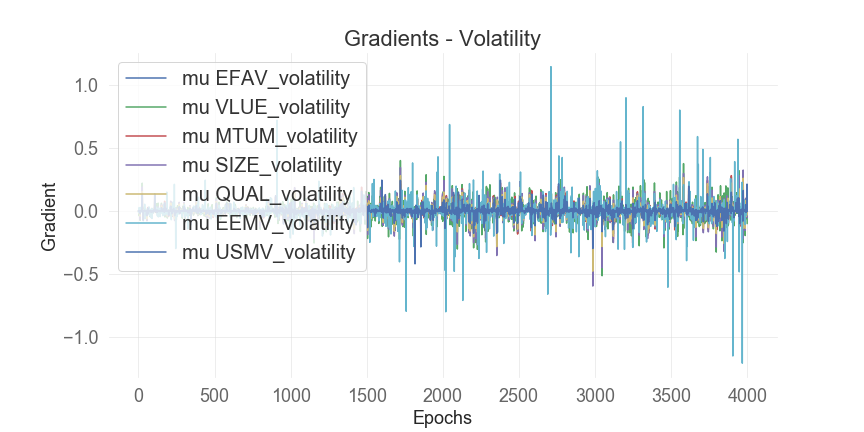 Gradients - Volatility
mu EFAV_volatility
mu VLUE_volatility
mu MTUM_volatility
mu SIZE_volatility
mu QUAL_volatility
mu EEMV_volatility
mu USMV_volatility
1.0
0.5
0.0
−0.5
−1.0
Gradient
0 500 1000 1500 2000 2500 3000 3500 4000
Epochs